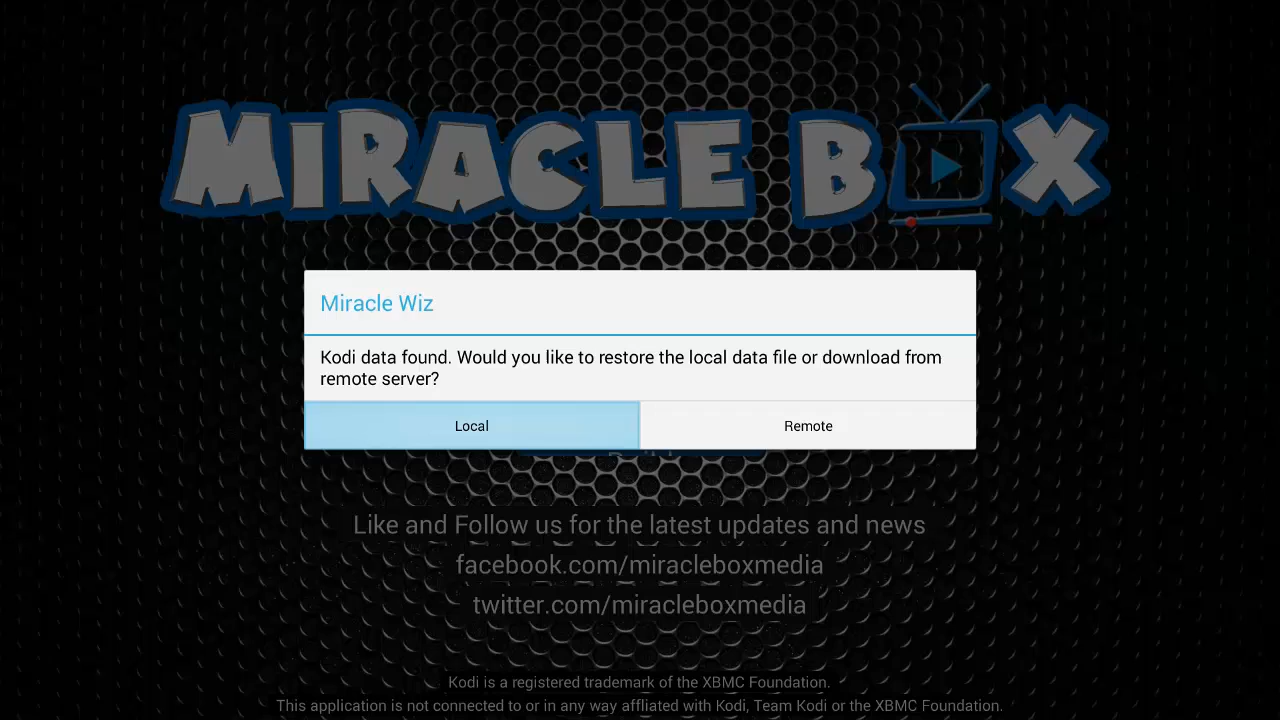 MIRACLE BOX
Miracle Wiz
Kodi data found. Would you like to restore the local data file or download from
remote server?
Local Remote
Like and Follow us for the latest updates and news
facebook.com/miracleboxmedia
twitter.com/miracleboxmedia
Kodi is a registered trademark of the XBMC Foundation.
This application is not connected to or in any way affliated with Kodi, Team Kodi or the XBMC Foundation.